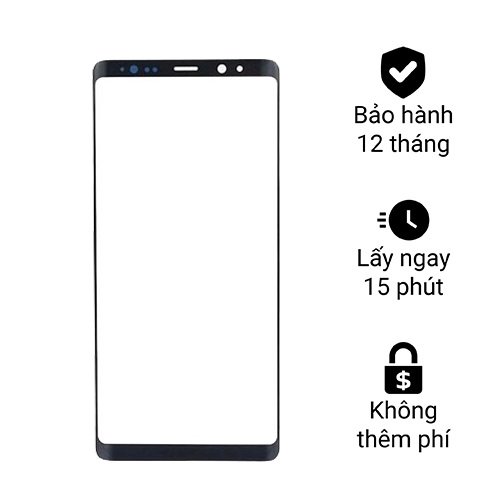 Bảo hành
12 tháng
Lấy ngay
15 phút
$
Không
thêm phí